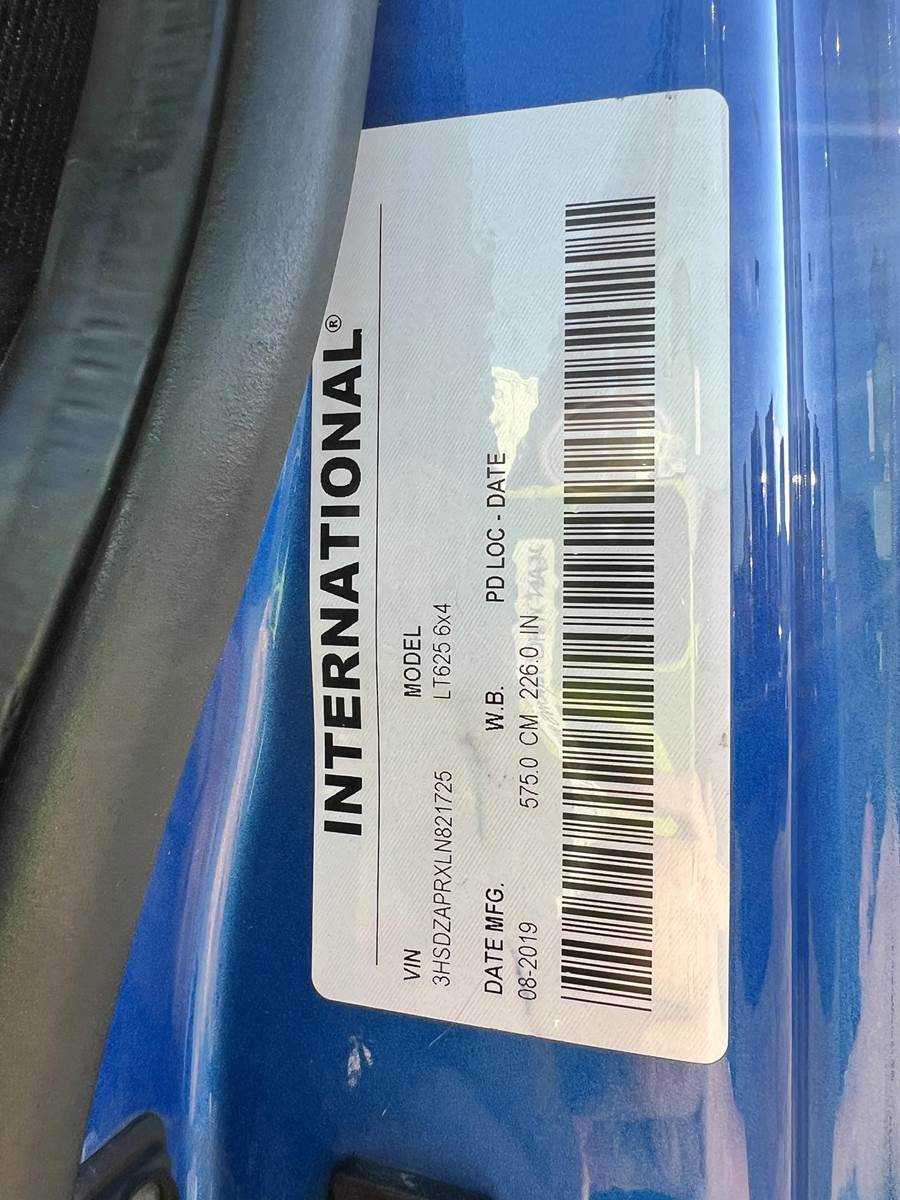 INTERNATIONAL®
VIN MODEL
3HSDZAPRXLN821725 LT625 6x4
DATE MFG. W.B. PD LOC - DATE
08-2019 575.0 CM 226.0 IN